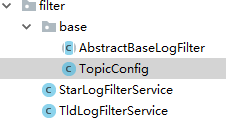 filter
base
AbstractBaseLogFilter
TopicConfig
StarLogFilterService
TldLogFilterService